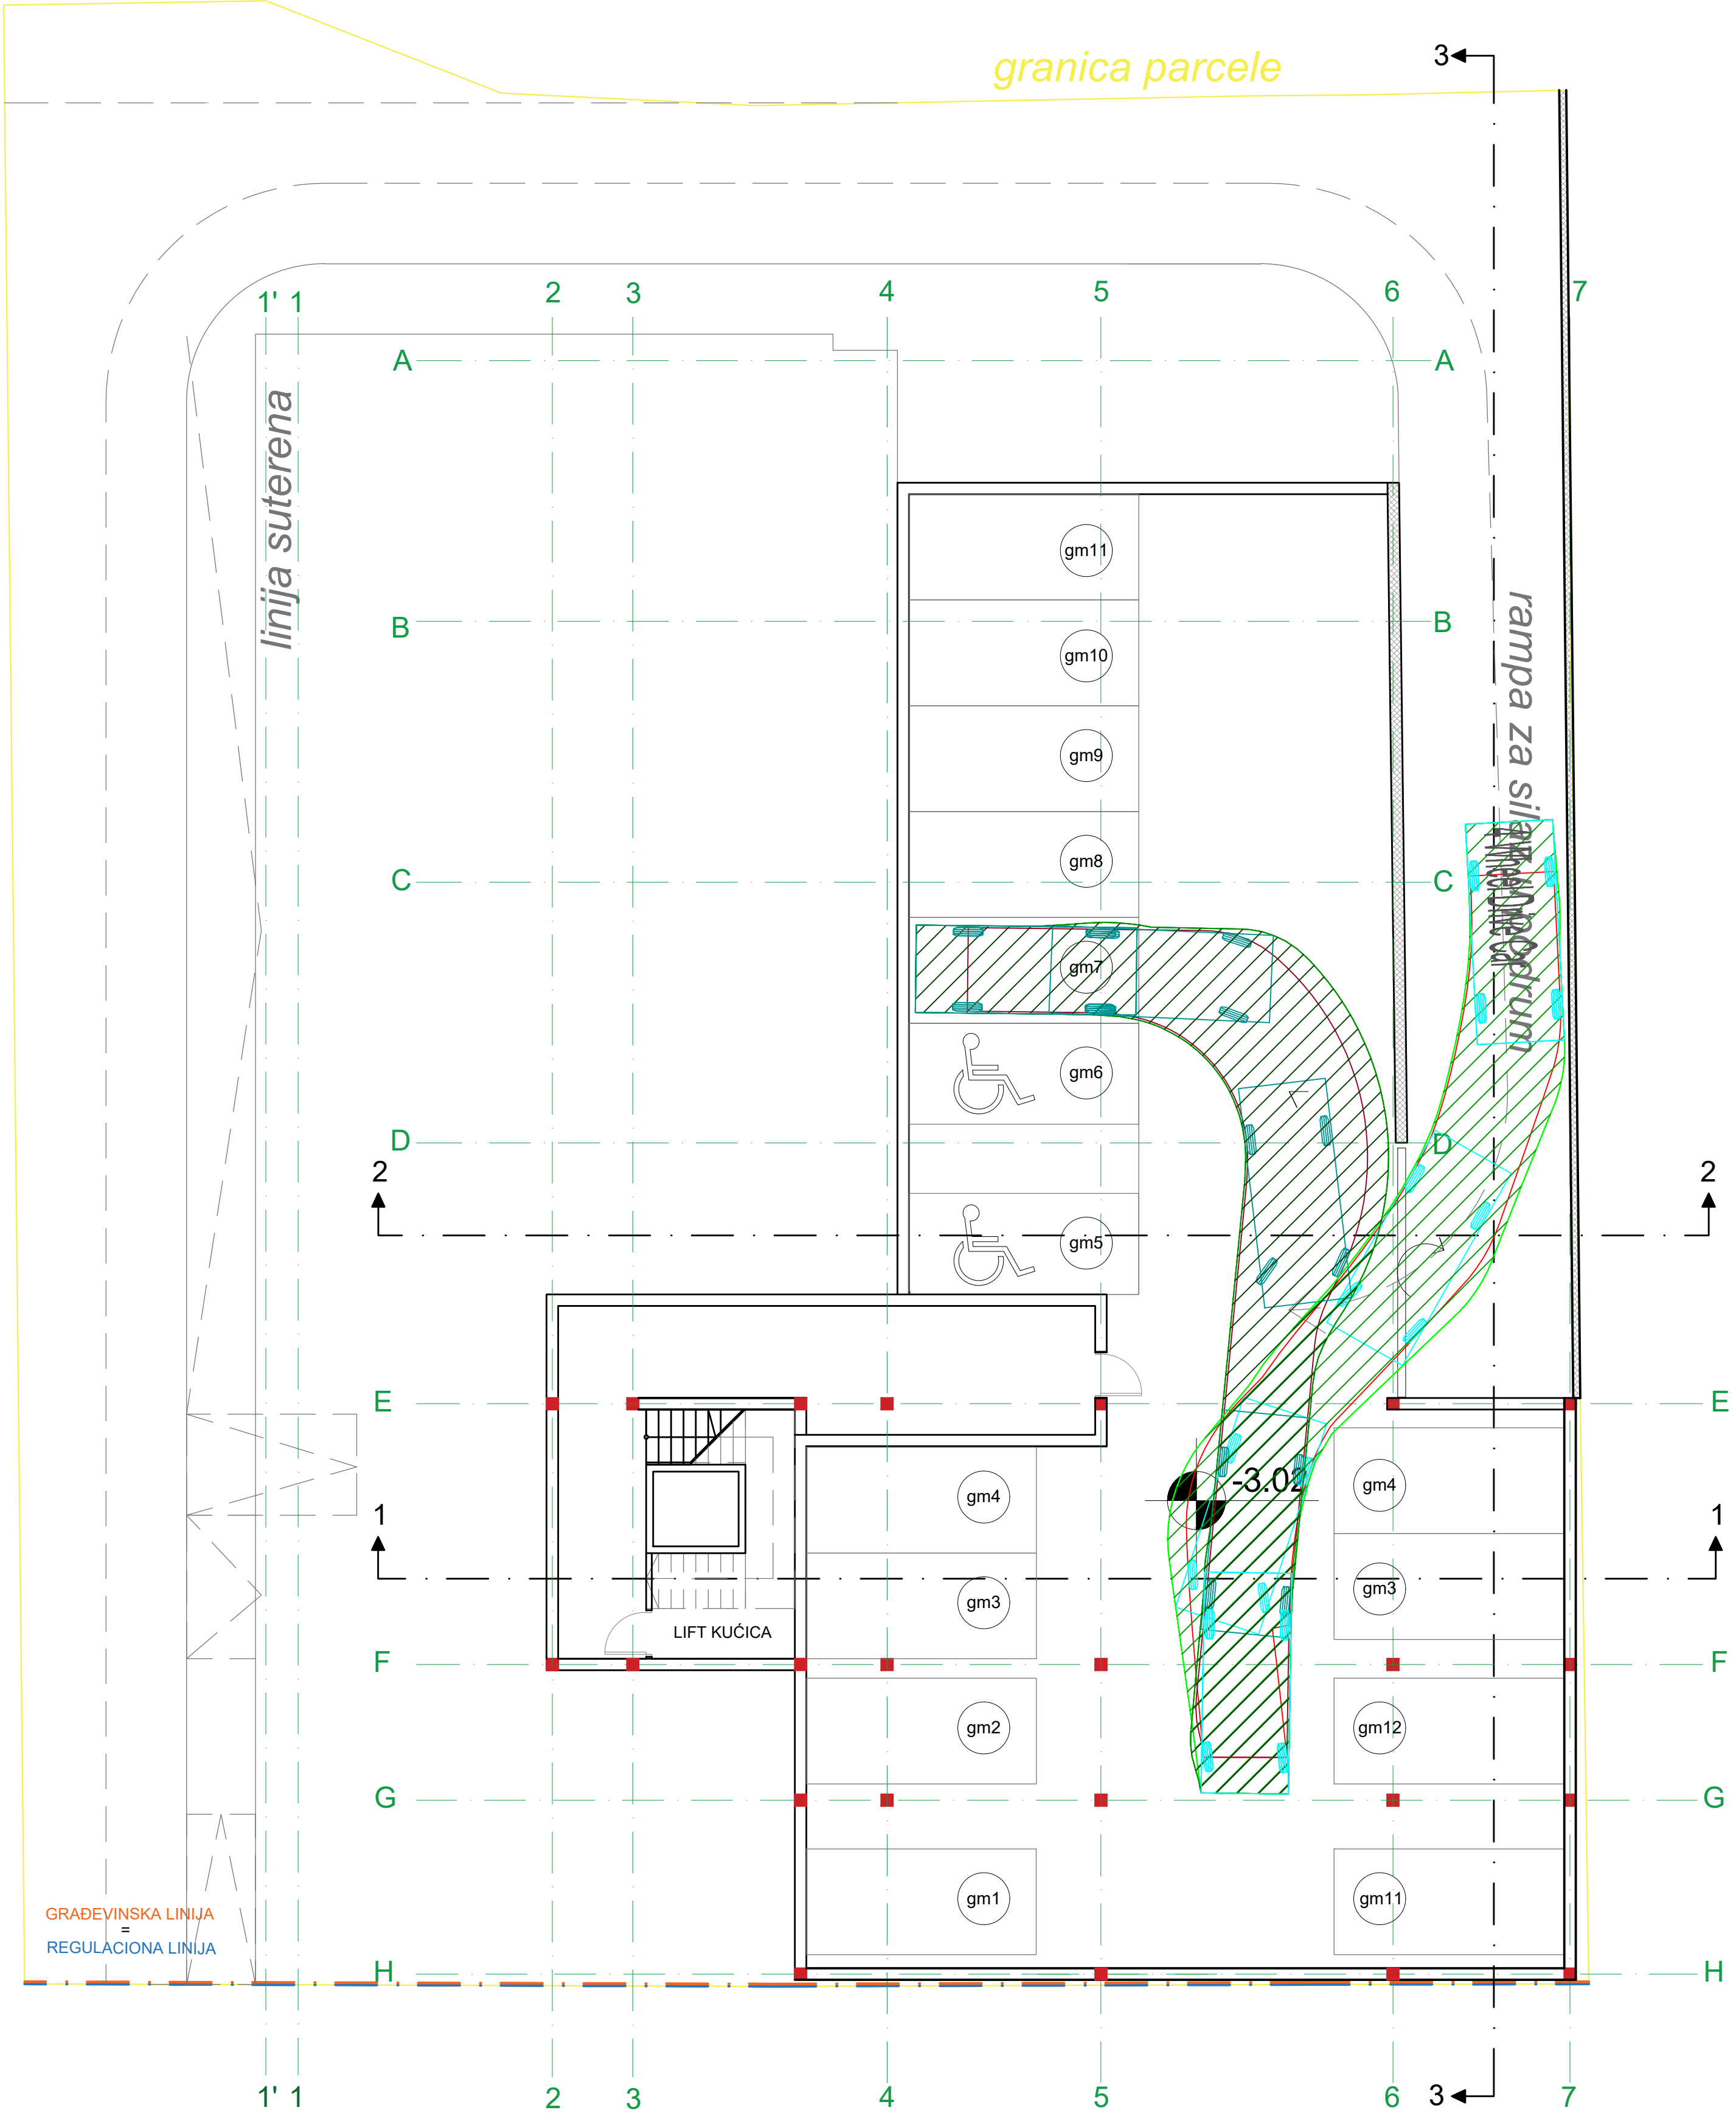 granica parcele
3
1' 1 2 3 4 5 6 7
A A
linija suterena
gm11
rampa za silazak u podrum
B B
gm10
gm9
gm8
C C
gm7
gm6
D D
2 2
gm5
E E
-3.02
gm4 gm4
1 1
gm3 gm3
LIFT KUĆICA
F F
gm2 gm12
G G
gm1 gm11
GRAĐEVINSKA LINIJA
=
REGULACIONA LINIJA
H H
1' 1 2 3 4 5 6 3 7